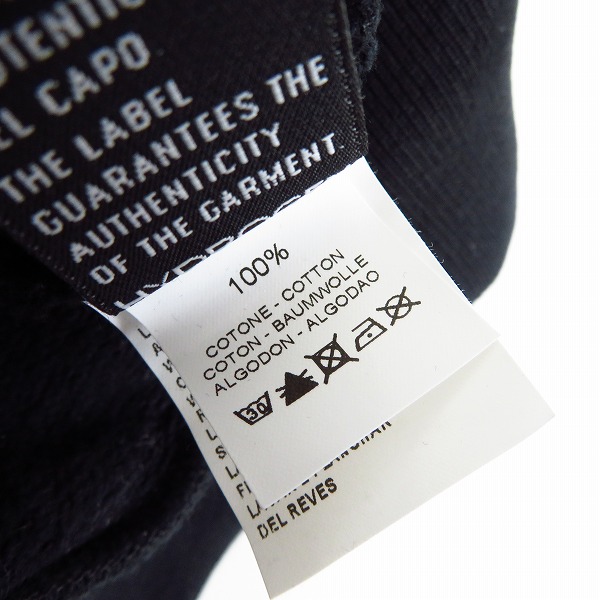 EL CAPO
THE LABEL
GUARANTEES THE
AUTHENTICITY
OF THE GARMENT.
100%
COTONE - COTTON
COTON - BAUMWOLLE
ALGODON - ALGODAO
30
DEL REVES